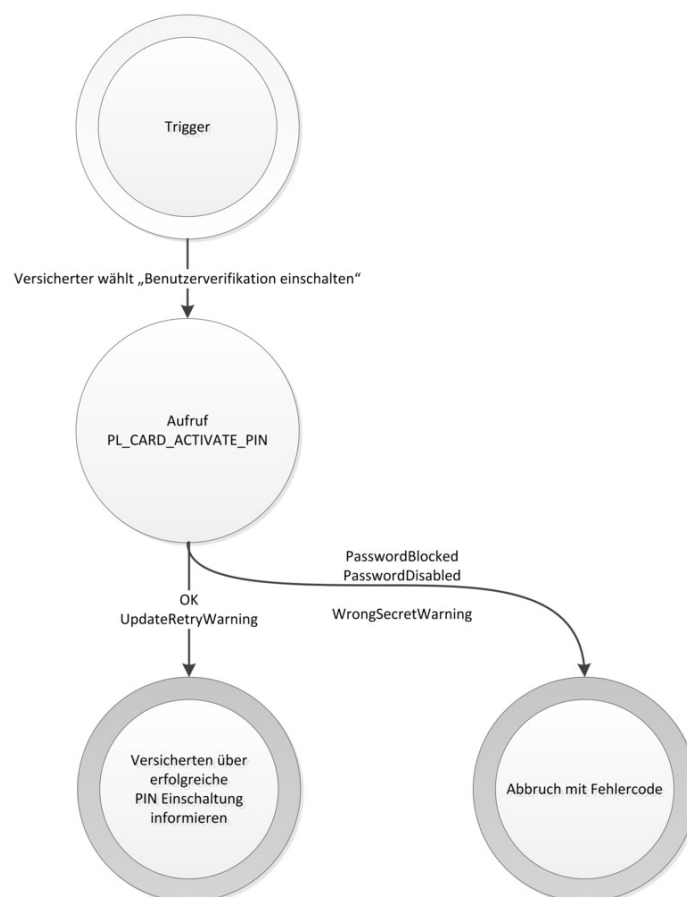 Trigger
Versicherter wählt „Benutzerverifikation einschalten“
Aufruf
PL_CARD_ACTIVATE_PIN
PasswordBlocked
PasswordDisabled
OK
UpdateRetryWarning
WrongSecretWarning
Versicherten über
erfolgreiche
PIN Einschaltung
informieren
Abbruch mit Fehlercode